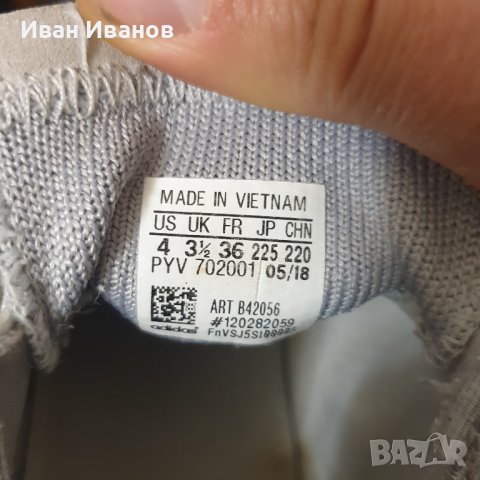 Иван Иванов
MADE IN VIETNAM
US UK FR JP CHN
4 3½ 36 225 220
PYV 702001 05/18
ART B42056
#120282059
adidas
BAZAR